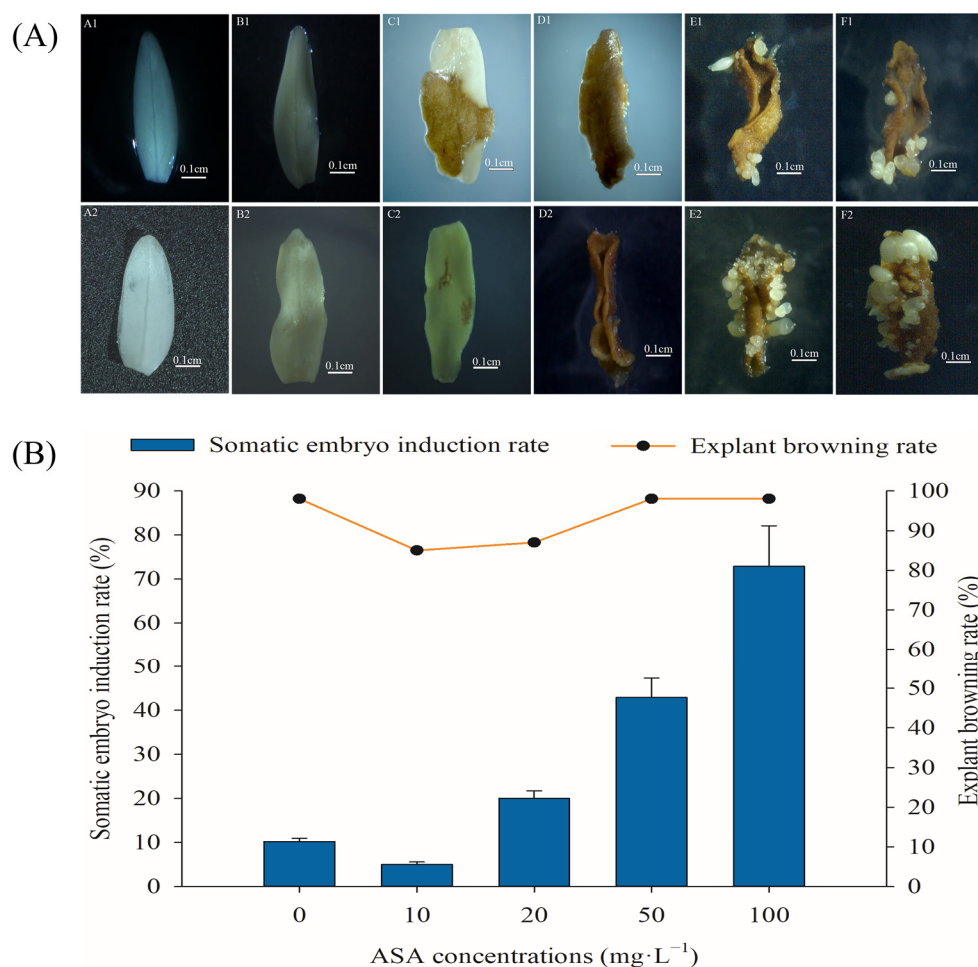 (A)
A1
B1
C1
D1
E1
F1
0.1cm
0.1cm
0.1cm
0.1cm
0.1cm
0.1cm
A2
B2
C2
D2
E2
F2
0.1cm
0.1cm
0.1cm
0.1cm
0.1cm
0.1cm
(B)
Somatic embryo induction rate
Explant browning rate
90
80
70
60
50
40
30
20
10
0
Somatic embryo induction rate (%)
100
90
80
70
60
50
40
30
20
10
0
Explant browning rate (%)
0 10 20 50 100
ASA concentrations (mg·L⁻¹)